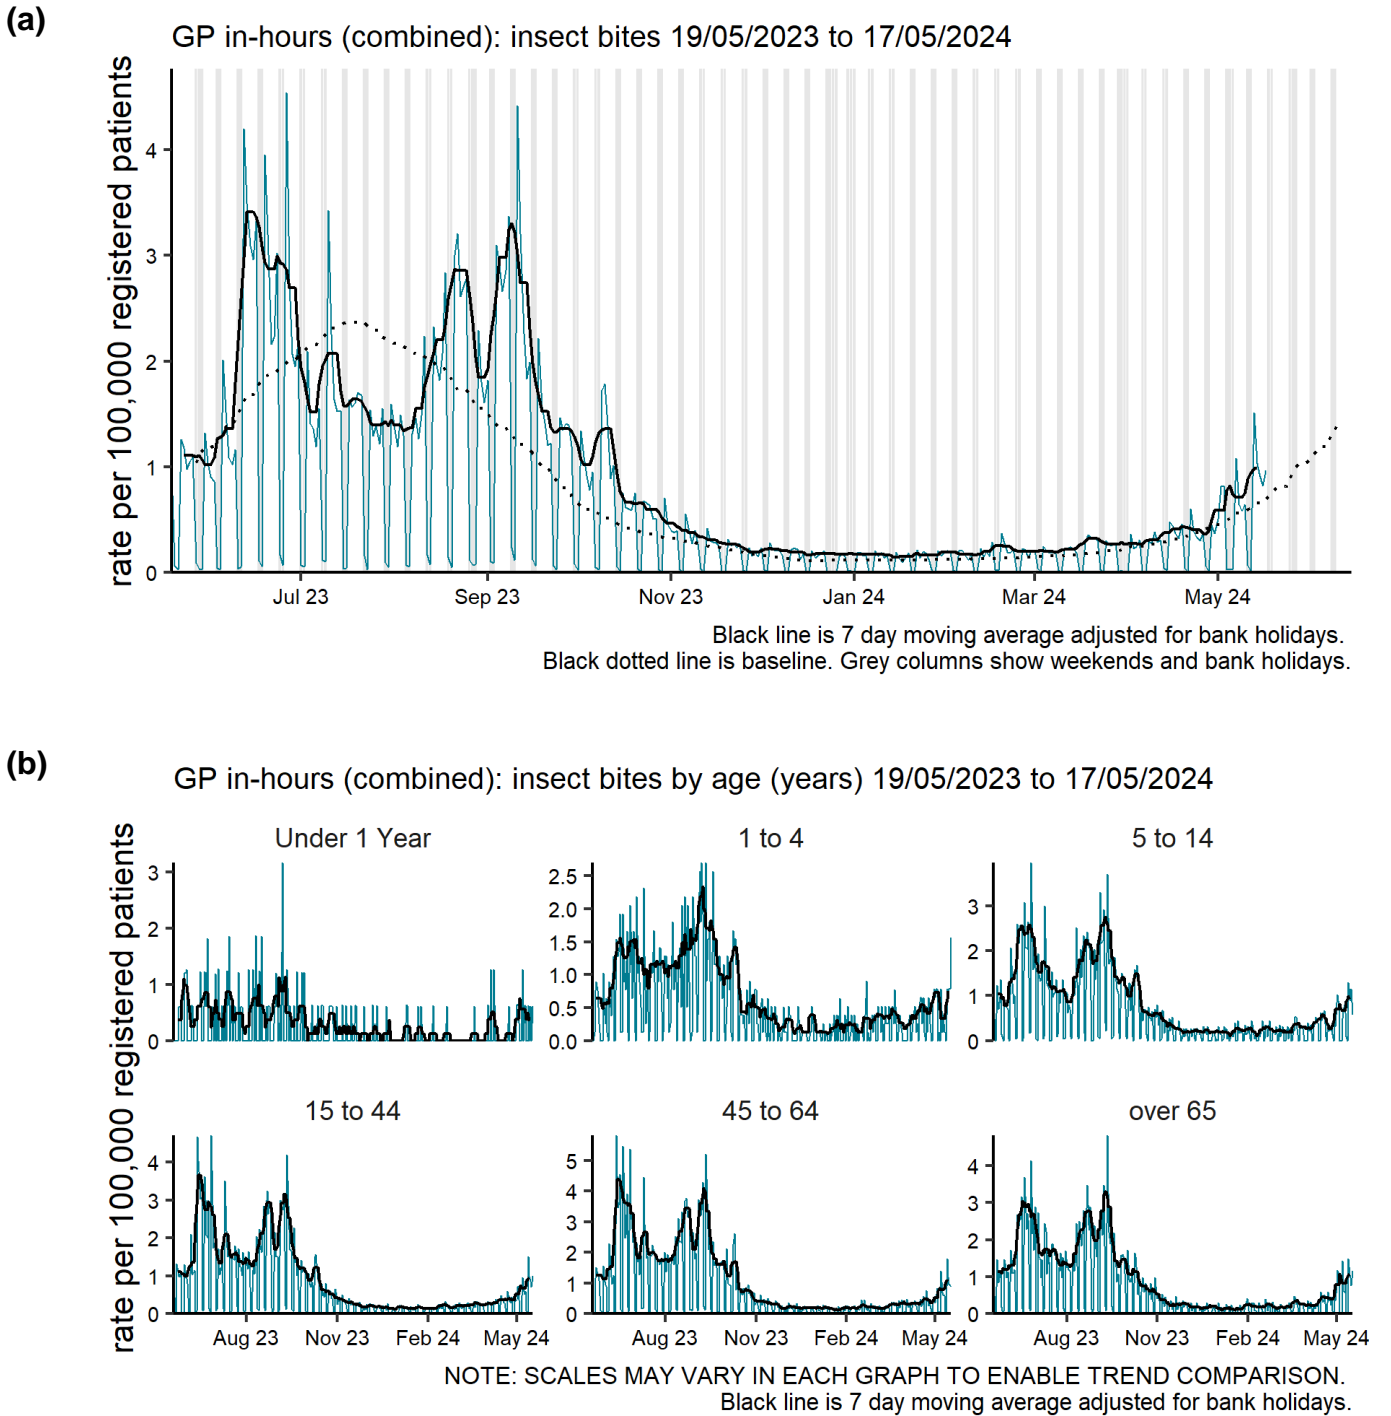 (a)
GP in-hours (combined): insect bites 19/05/2023 to 17/05/2024
rate per 100,000 registered patients
4
3
2
1
0
Jul 23 Sep 23 Nov 23 Jan 24 Mar 24 May 24
Black line is 7 day moving average adjusted for bank holidays.
Black dotted line is baseline. Grey columns show weekends and bank holidays.
(b)
GP in-hours (combined): insect bites by age (years) 19/05/2023 to 17/05/2024
rate per 100,000 registered patients
Under 1 Year
3
2
1
0
1 to 4
2.5
2.0
1.5
1.0
0.5
0.0
5 to 14
3
2
1
0
15 to 44
4
3
2
1
0
Aug 23 Nov 23 Feb 24 May 24
45 to 64
5
4
3
2
1
0
Aug 23 Nov 23 Feb 24 May 24
over 65
4
3
2
1
0
Aug 23 Nov 23 Feb 24 May 24
NOTE: SCALES MAY VARY IN EACH GRAPH TO ENABLE TREND COMPARISON.
Black line is 7 day moving average adjusted for bank holidays.